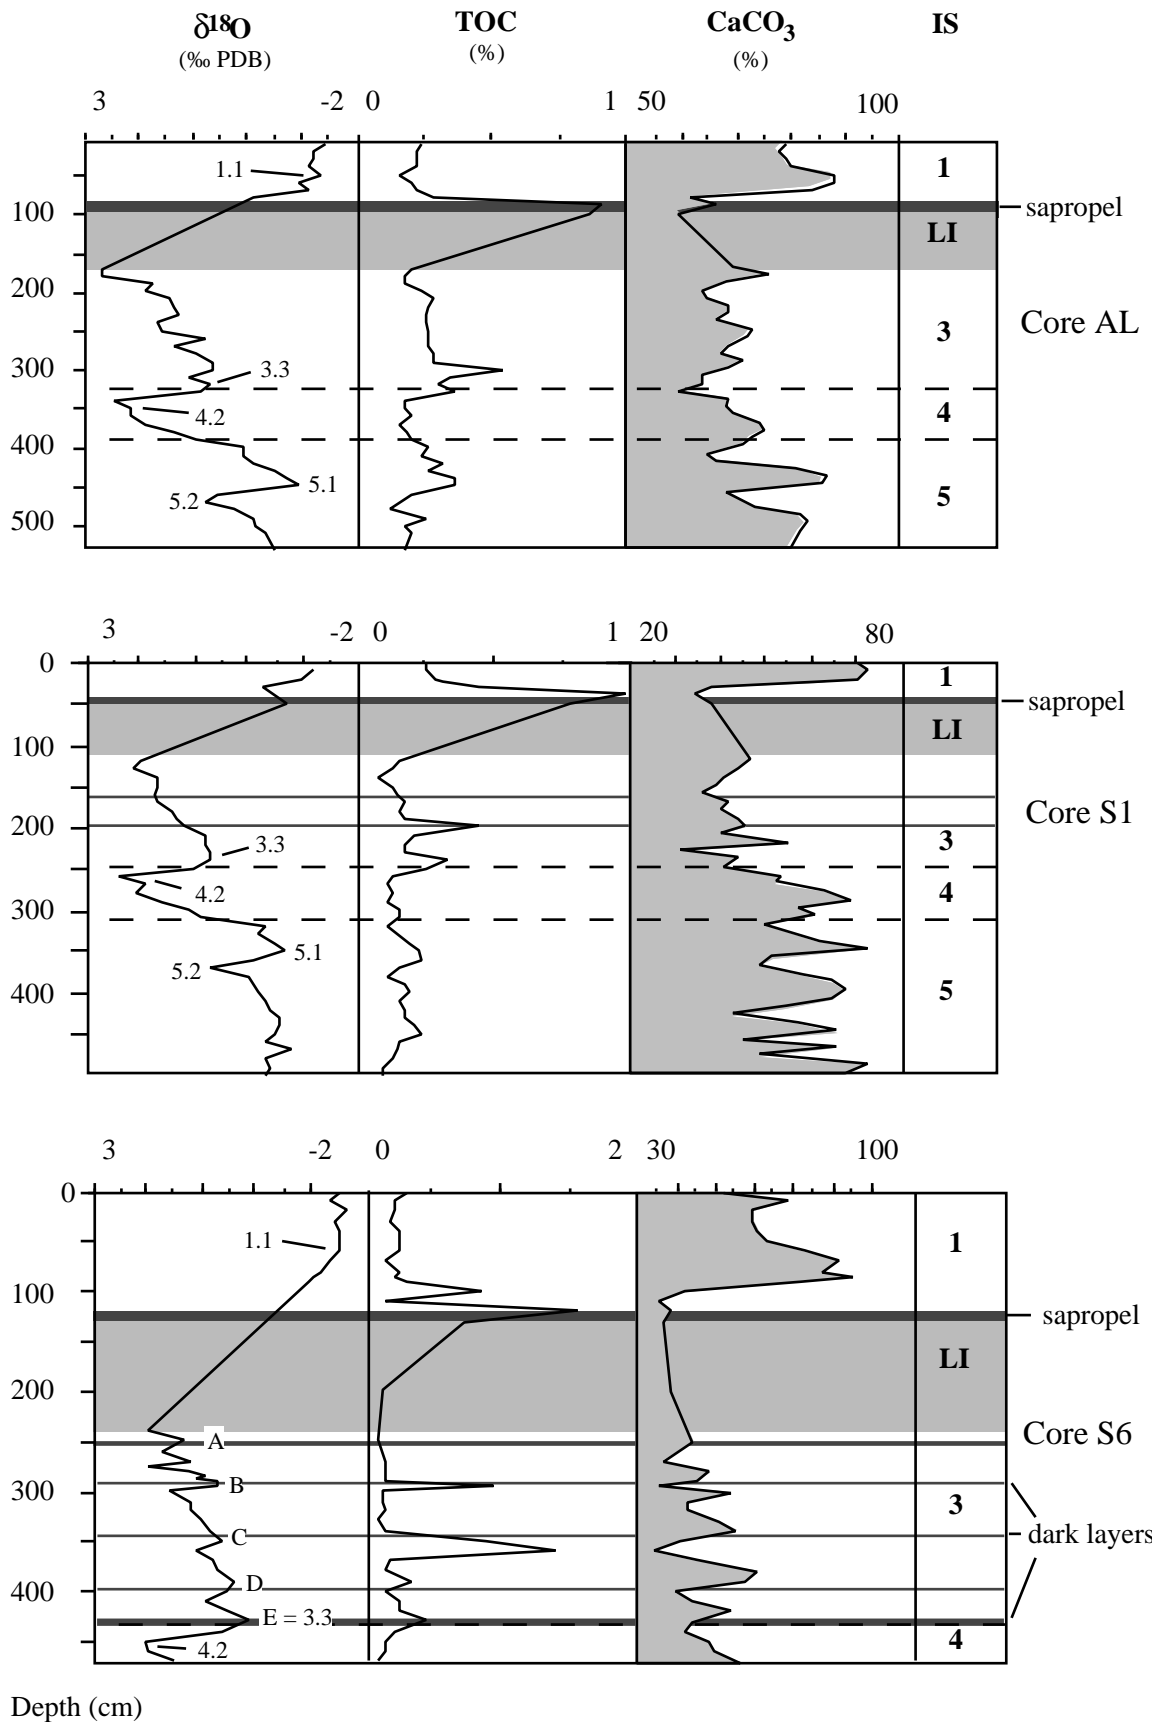 δ18O TOC CaCO3 IS
(‰ PDB) (%) (%)
3 -2 0 1 50 100
1.1 1
100 sapropel
LI
200
3 Core AL
300 3.3
4.2 4
400
5.1
5.2 5
500
3 -2 0 1 20 80
0 1
sapropel
LI
100
Core S1
200
3.3 3
4.2 4
300
5.1
5.2
400 5
3 -2 0 2 30 100
0
1.1 1
100
sapropel
LI
200
A Core S6
B
300 3
C dark layers
D
400
E = 3.3
4.2 4
Depth (cm)